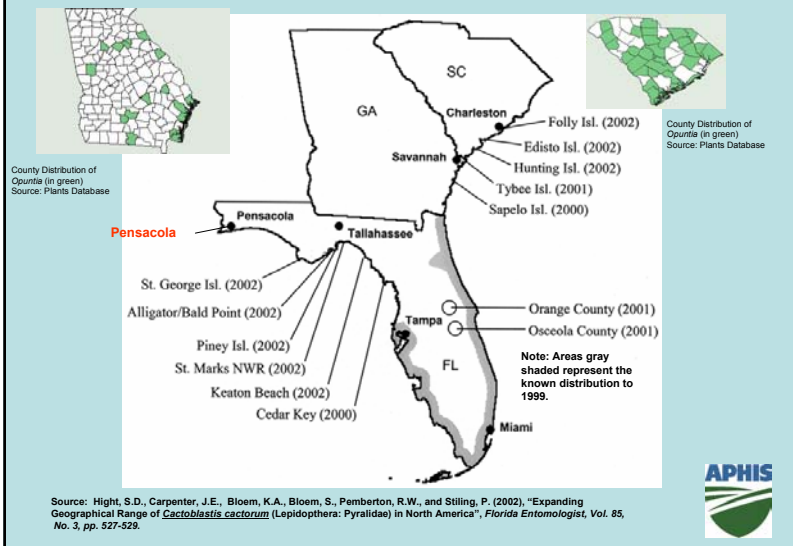 County Distribution of
Opuntia (in green)
Source: Plants Database
County Distribution of
Opuntia (in green)
Source: Plants Database
SC
GA
Charleston
Folly Isl. (2002)
Edisto Isl. (2002)
Savannah
Hunting Isl. (2002)
Tybee Isl. (2001)
Sapelo Isl. (2000)
Pensacola
Pensacola
Tallahassee
St. George Isl. (2002)
Alligator/Bald Point (2002)
Piney Isl. (2002)
St. Marks NWR (2002)
Keaton Beach (2002)
Cedar Key (2000)
Orange County (2001)
Osceola County (2001)
Tampa
FL
Note: Areas gray
shaded represent the
known distribution to
1999.
Miami
APHIS
Source: Hight, S.D., Carpenter, J.E., Bloem, K.A., Bloem, S., Pemberton, R.W., and Stiling, P. (2002), “Expanding
Geographical Range of Cactoblastis cactorum (Lepidopthera: Pyralidae) in North America”, Florida Entomologist, Vol. 85,
No. 3, pp. 527-529.